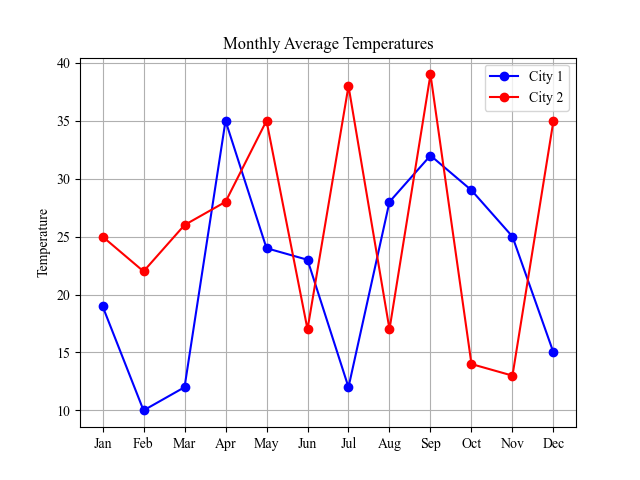 Monthly Average Temperatures
City 1
City 2
Temperature
40
35
30
25
20
15
10
Jan Feb Mar Apr May Jun Jul Aug Sep Oct Nov Dec